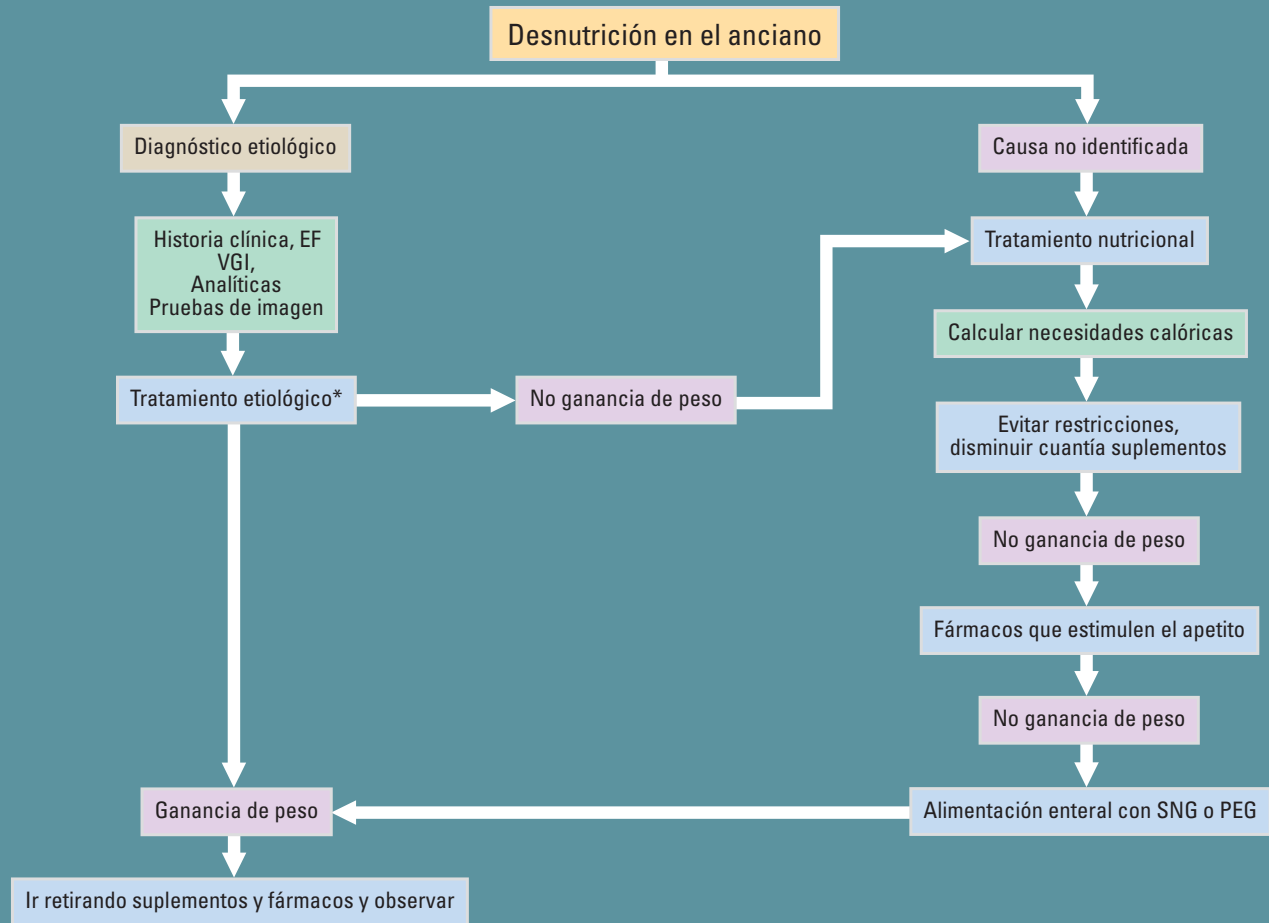 Desnutrición en el anciano
Diagnóstico etiológico
Causa no identificada
Historia clínica, EF
VGI,
Analíticas
Pruebas de imagen
Tratamiento nutricional
Calcular necesidades calóricas
Tratamiento etiológico*
No ganancia de peso
Evitar restricciones,
disminuir cuantía suplementos
No ganancia de peso
Fármacos que estimulen el apetito
No ganancia de peso
Ganancia de peso
Alimentación enteral con SNG o PEG
Ir retirando suplementos y fármacos y observar